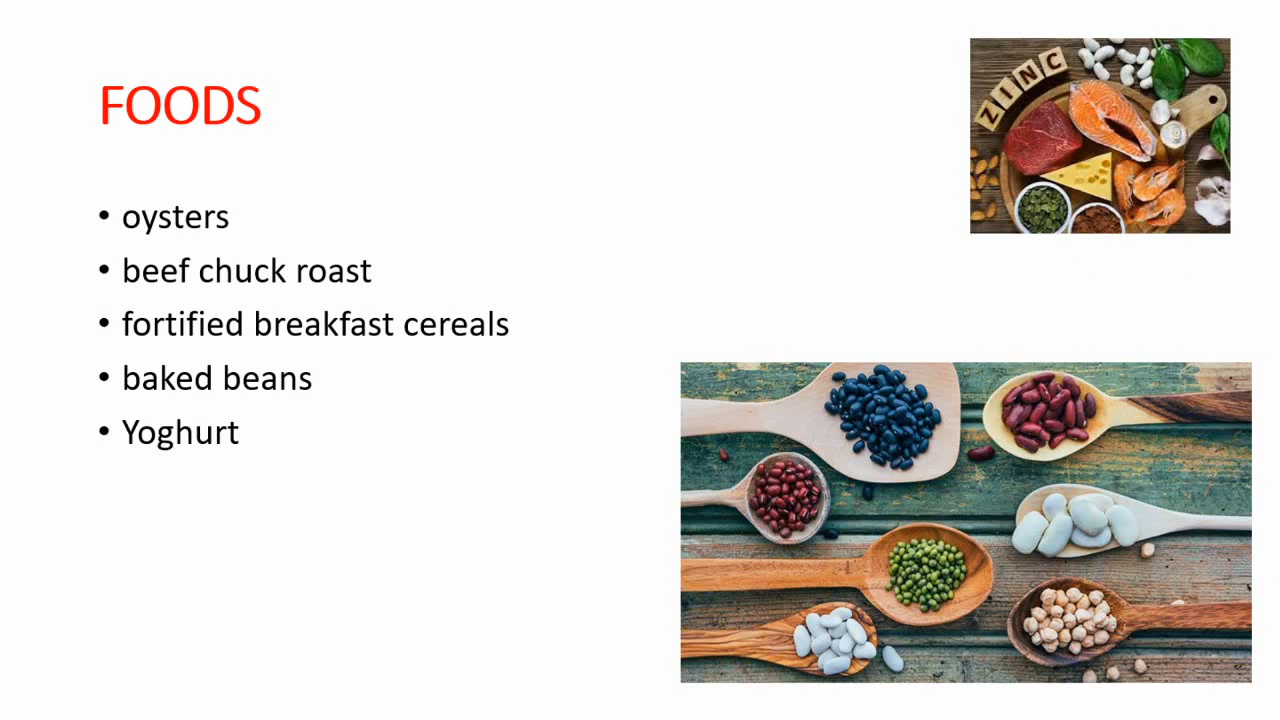 FOODS
ZINC
• oysters
• beef chuck roast
• fortified breakfast cereals
• baked beans
• Yoghurt